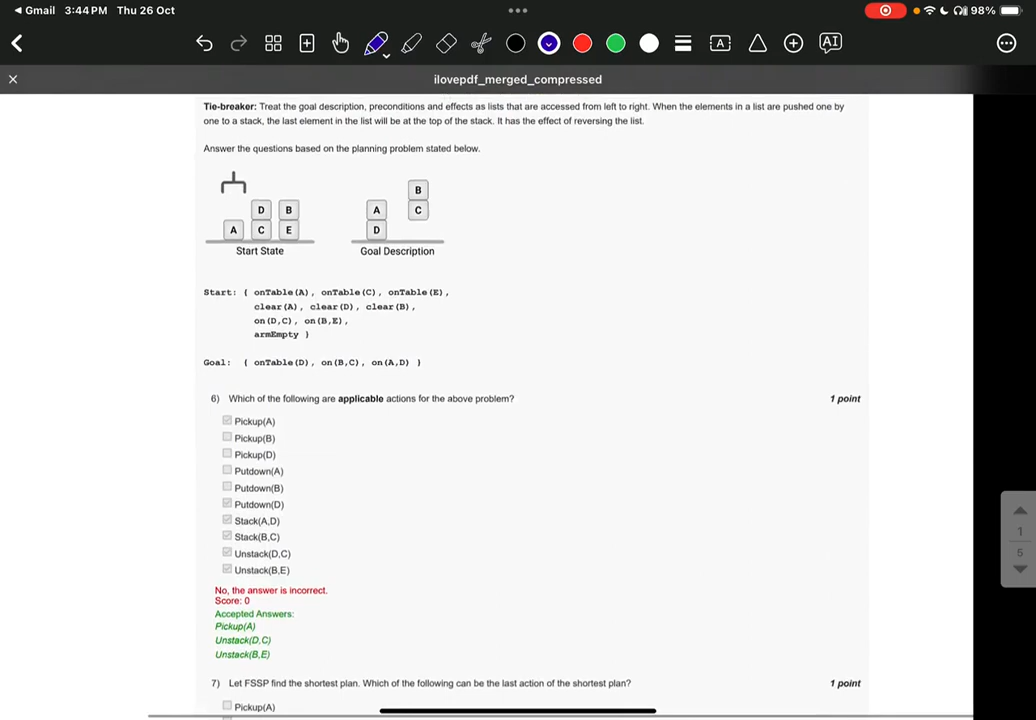 Gmail 3:44 PM Thu 26 Oct
98%
A
AI
ilovepdf_merged_compressed
Tie-breaker: Treat the goal description, preconditions and effects as lists that are accessed from left to right. When the elements in a list are pushed one by
one to a stack, the last element in the list will be at the top of the stack. It has the effect of reversing the list.
Answer the questions based on the planning problem stated below.
B
D B A C
A C E D
Start State Goal Description
Start: { onTable(A), onTable(C), onTable(E),
clear(A), clear(D), clear(B),
on(D,C), on(B,E),
armEmpty }
Goal: { onTable(D), on(B,C), on(A,D) }
6) Which of the following are applicable actions for the above problem? 1 point
Pickup(A)
Pickup(B)
Pickup(D)
Putdown(A)
Putdown(B)
Putdown(D)
Stack(A,D)
Stack(B,C)
Unstack(D,C)
Unstack(B,E)
No, the answer is incorrect.
Score: 0
Accepted Answers:
Pickup(A)
Unstack(D,C)
Unstack(B,E)
7) Let FSSP find the shortest plan. Which of the following can be the last action of the shortest plan? 1 point
Pickup(A)
1
5